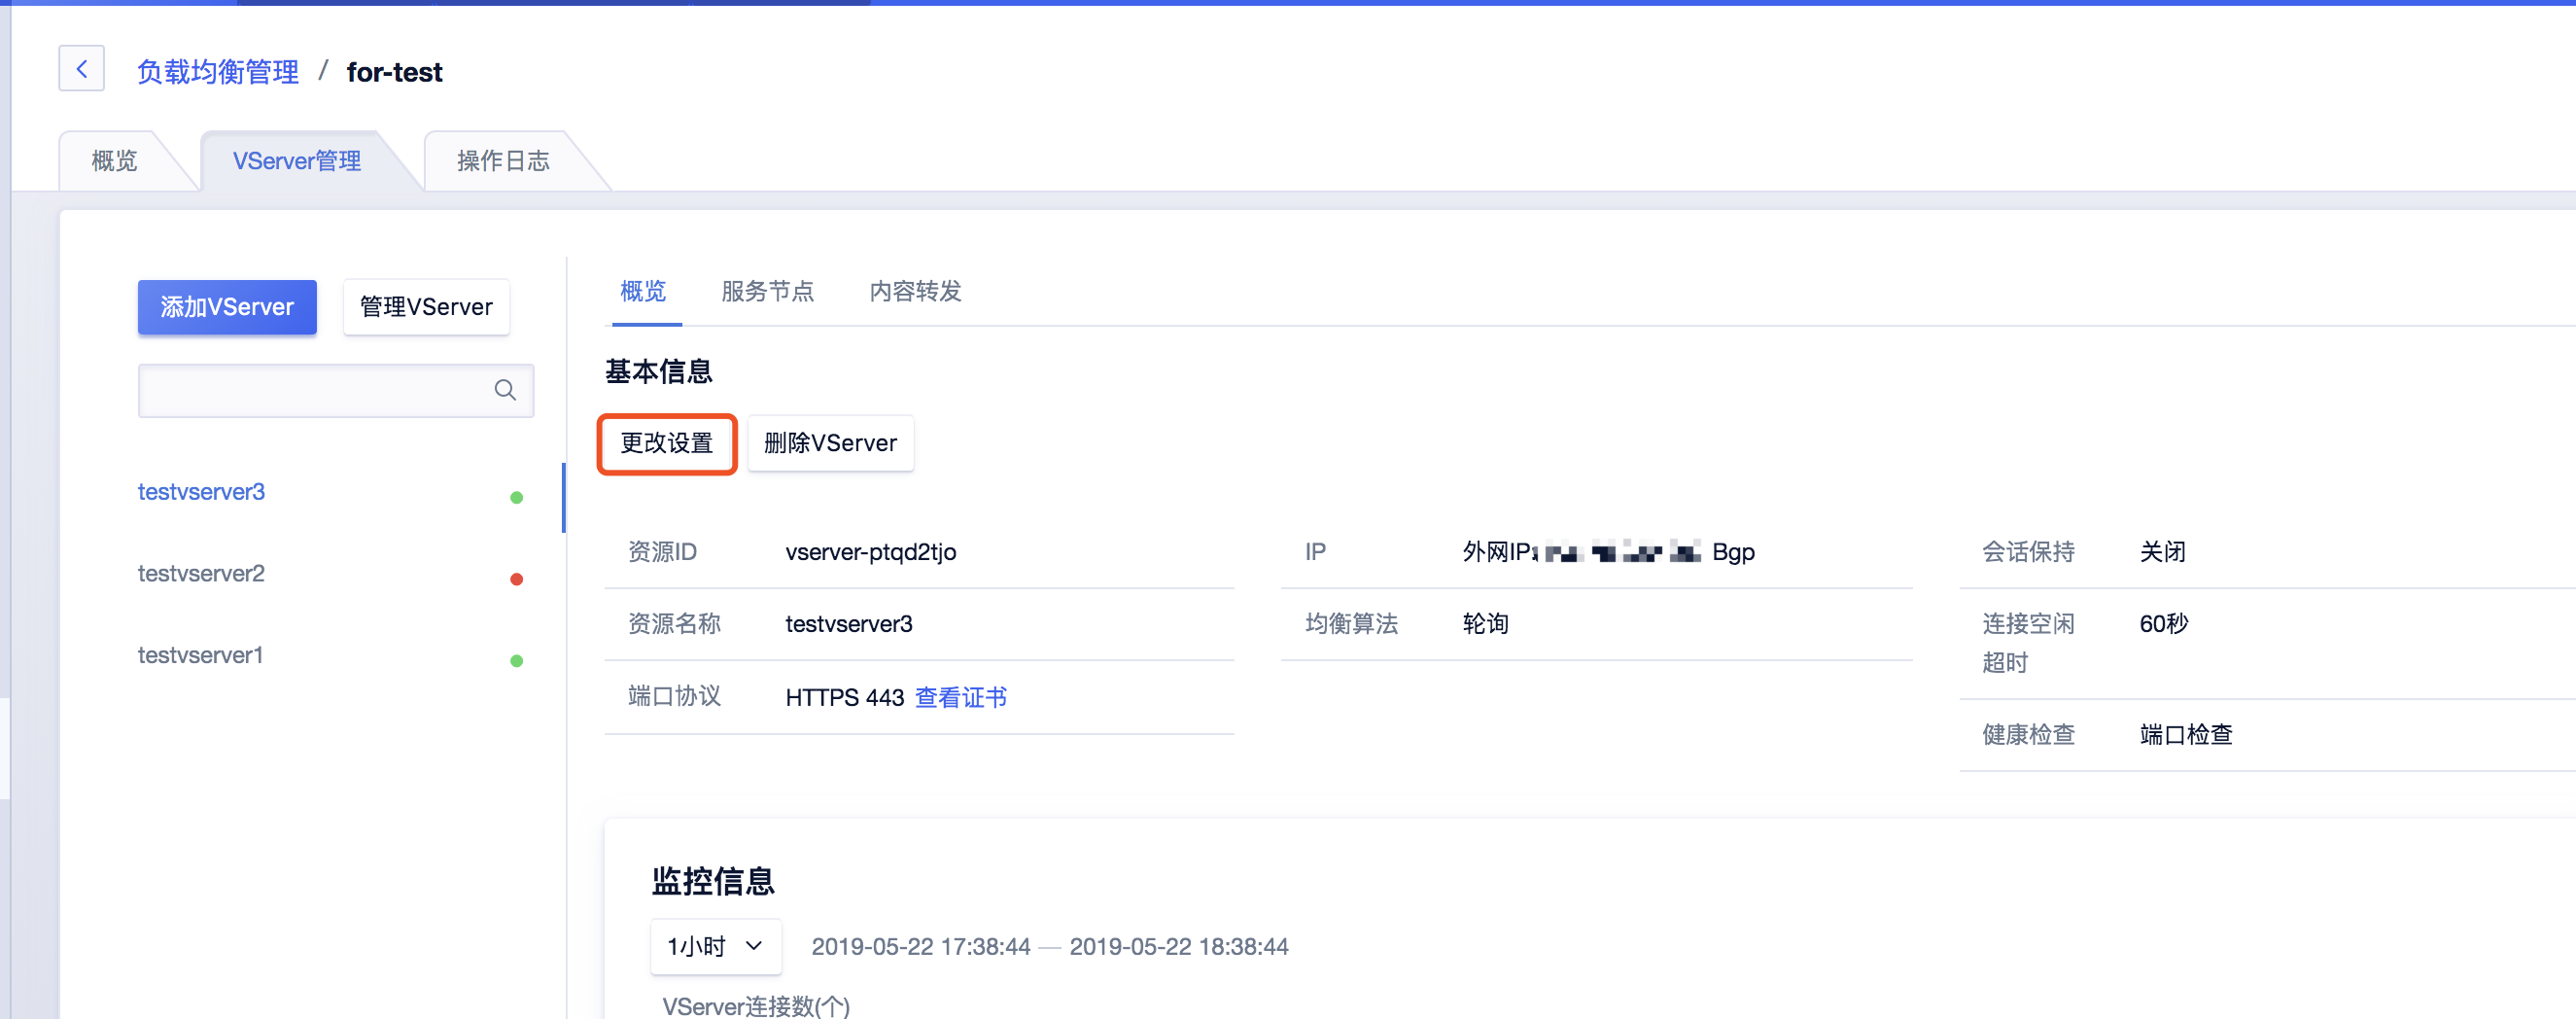 负载均衡管理 / for-test
概览 VServer管理 操作日志
添加VServer 管理VServer
testvserver3
testvserver2
testvserver1
概览 服务节点 内容转发
基本信息
更改设置 删除VServer
资源ID vserver-ptqd2tjo
资源名称 testvserver3
端口协议 HTTPS 443 查看证书
IP 外网IP: Bgp
均衡算法 轮询
会话保持 关闭
连接空闲 60秒
超时
健康检查 端口检查
监控信息
1小时 2019-05-22 17:38:44 — 2019-05-22 18:38:44
VServer连接数(个)